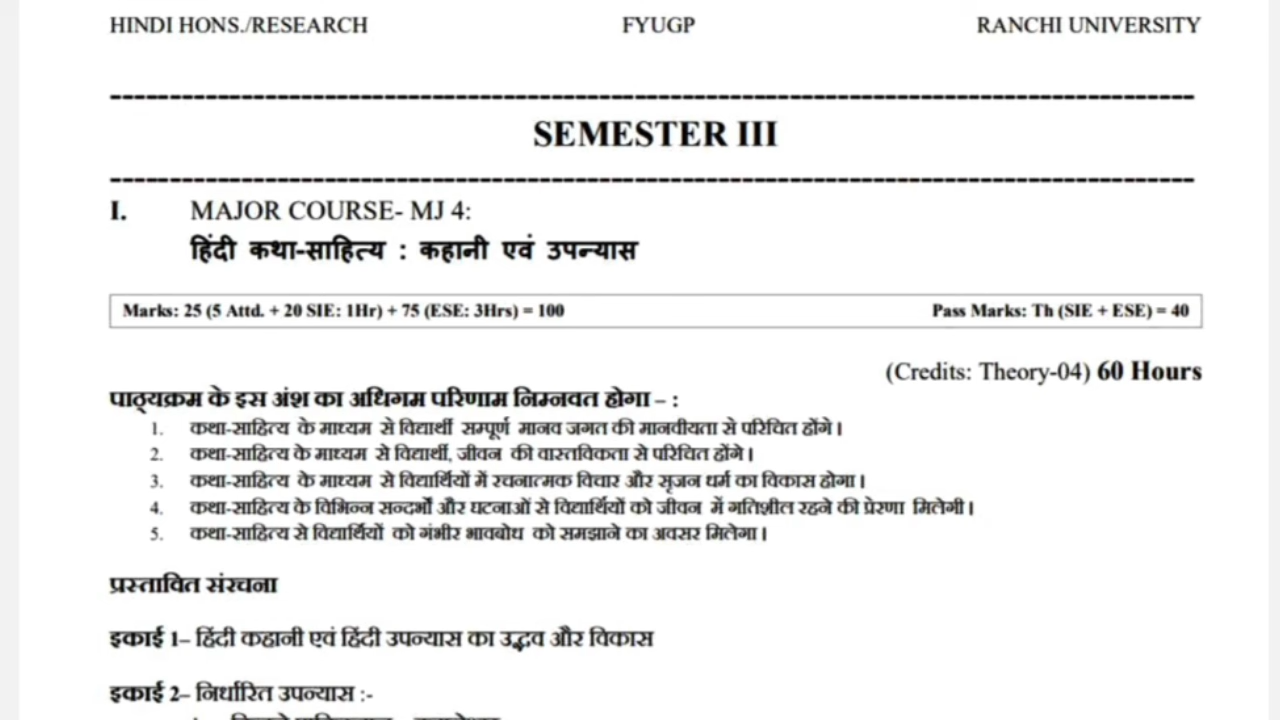 HINDI HONS./RESEARCH FYUGP RANCHI UNIVERSITY
SEMESTER III
I. MAJOR COURSE- MJ 4:
हिंदी कथा-साहित्य : कहानी एवं उपन्यास
Marks: 25 (5 Attd. + 20 SIE: 1Hr) + 75 (ESE: 3Hrs) = 100 Pass Marks: Th (SIE + ESE) = 40
(Credits: Theory-04) 60 Hours
पाठ्यक्रम के इस अंश का अधिगम परिणाम निम्नवत होगा – :
1. कथा-साहित्य के माध्यम से विद्यार्थी सम्पूर्ण मानव जगत की मानवीयता से परिचित होंगे।
2. कथा-साहित्य के माध्यम से विद्यार्थी, जीवन की वास्तविकता से परिचित होंगे।
3. कथा-साहित्य के माध्यम से विद्यार्थियों में रचनात्मक विचार और सृजन धर्म का विकास होगा।
4. कथा-साहित्य के विभिन्न सन्दर्भों और घटनाओं से विद्यार्थियों को जीवन में गतिशील रहने की प्रेरणा मिलेगी।
5. कथा-साहित्य से विद्यार्थियों को गंभीर भावबोध को समझाने का अवसर मिलेगा।
प्रस्तावित संरचना
इकाई 1– हिंदी कहानी एवं हिंदी उपन्यास का उद्भव और विकास
इकाई 2– निर्धारित उपन्यास :-